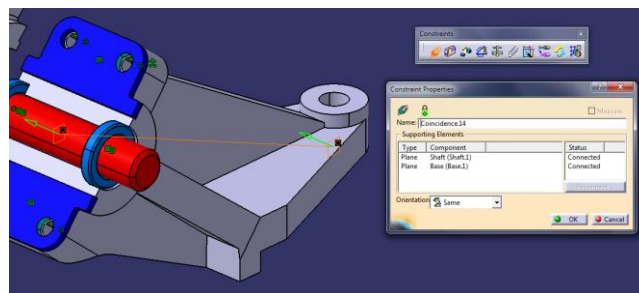 Constraints
Constraint Properties
Measure
Name: Coincidence.14
Supporting Elements
Type Component Status
Plane Shaft (Shaft.1) Connected
Plane Base (Base.1) Connected
Orientation Same
OK Cancel